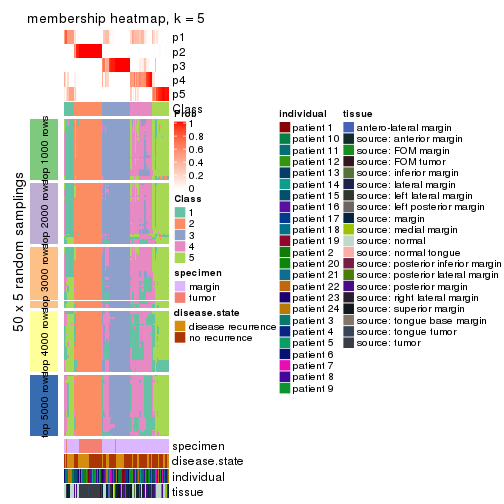 membership heatmap, k = 5
p1
p2
p3
p4
p5
Class
Prob
1
0.8
0.6
0.4
0.2
0
Class
1
2
3
4
5
specimen
margin
tumor
disease.state
disease recurrence
no recurrence
50 x 5 random samplings
top 1000 rows
top 2000 rows
top 3000 rows
top 4000 rows
top 5000 rows
specimen
disease.state
individual
tissue
individual
patient 1
patient 10
patient 11
patient 12
patient 13
patient 14
patient 15
patient 16
patient 17
patient 18
patient 19
patient 2
patient 20
patient 21
patient 22
patient 23
patient 24
patient 3
patient 4
patient 5
patient 6
patient 7
patient 8
patient 9
tissue
antero-lateral margin
source: anterior margin
source: FOM margin
source: FOM tumor
source: inferior margin
source: lateral margin
source: left lateral margin
source: left posterior margin
source: margin
source: medial margin
source: normal
source: normal tongue
source: posterior inferior margin
source: posterior lateral margin
source: posterior margin
source: right lateral margin
source: superior margin
source: tongue base margin
source: tongue tumor
source: tumor